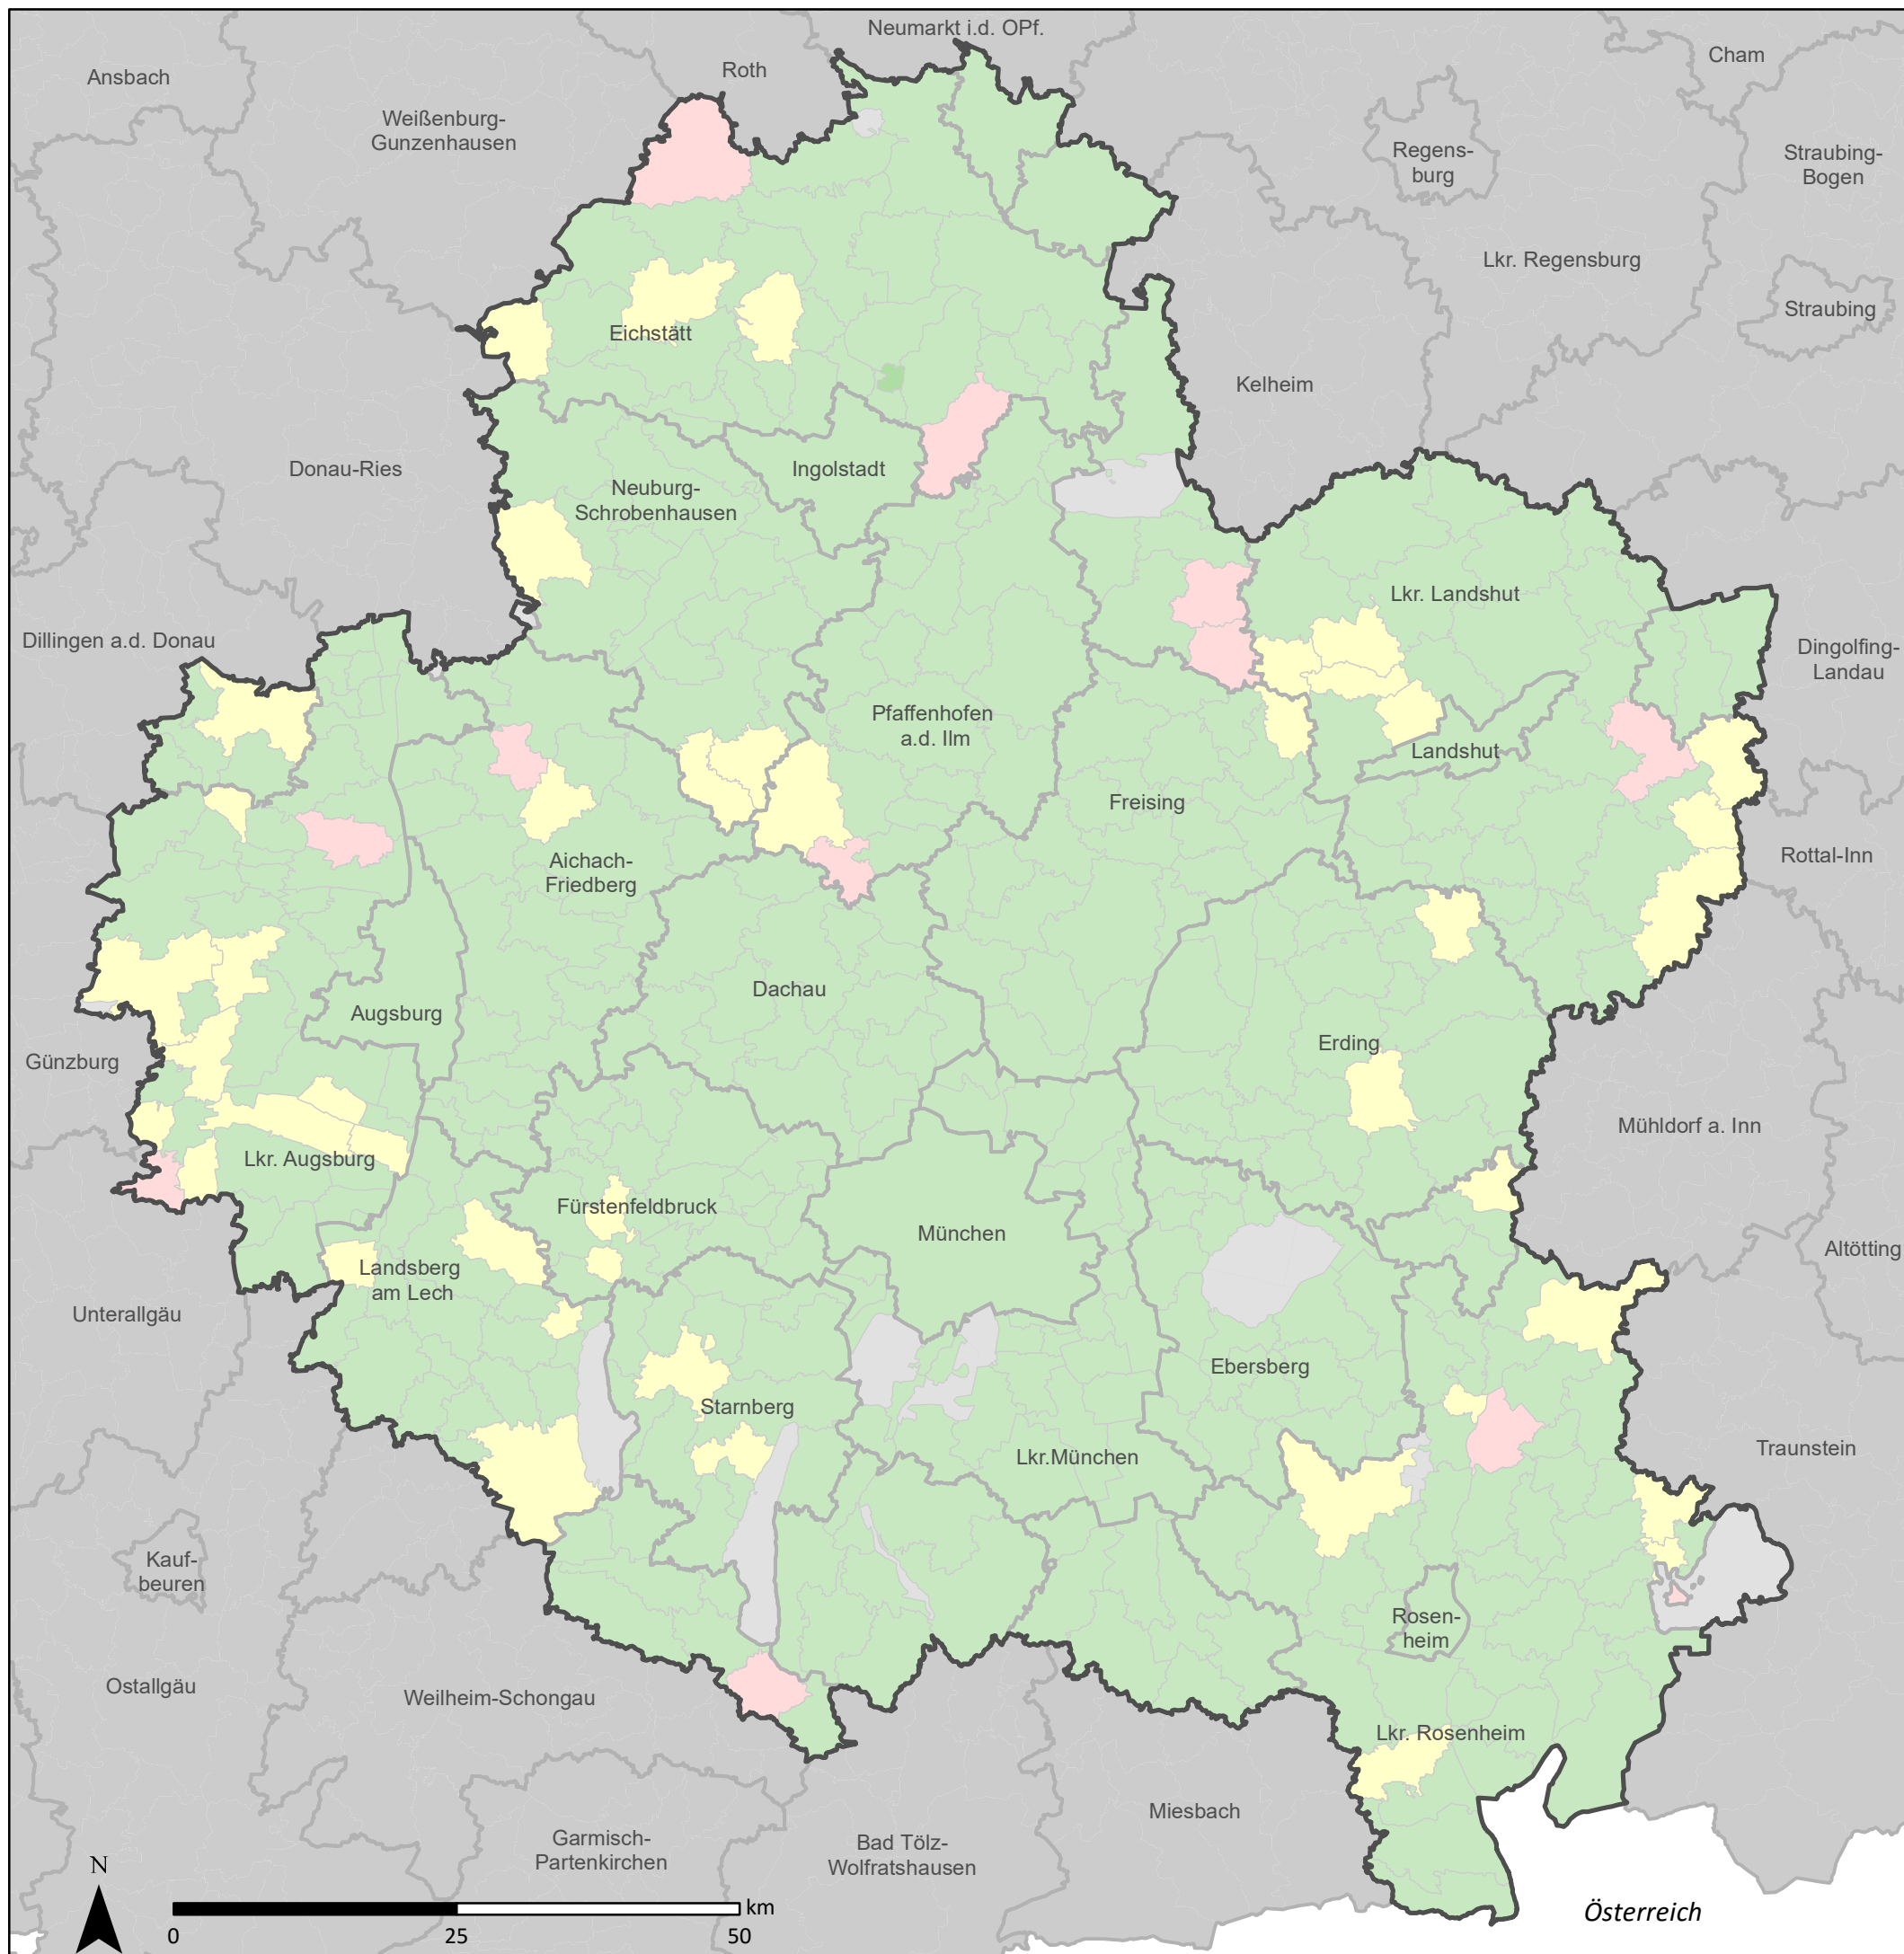 Neumarkt i.d. OPf.
Cham
Roth
Ansbach
Weißenburg-
Gunzenhausen
Regens-
burg
Straubing-
Bogen
Lkr. Regensburg
Straubing
Eichstätt
Kelheim
Donau-Ries
Ingolstadt
Neuburg-
Schrobenhausen
Lkr. Landshut
Dillingen a.d. Donau
Dingolfing-
Landau
Pfaffenhofen
a.d. Ilm
Landshut
Freising
Aichach-
Friedberg
Rottal-Inn
Dachau
Augsburg
Erding
Günzburg
Mühldorf a. Inn
Lkr. Augsburg
Fürstenfeldbruck
München
Altötting
Landsberg
am Lech
Unterallgäu
Ebersberg
Starnberg
Traunstein
Lkr.München
Kauf-
beuren
Rosen-
heim
Ostallgäu
Weilheim-Schongau
Lkr. Rosenheim
Miesbach
Garmisch-
Partenkirchen
Bad Tölz-
Wolfratshausen
N
km
0 25 50
Österreich